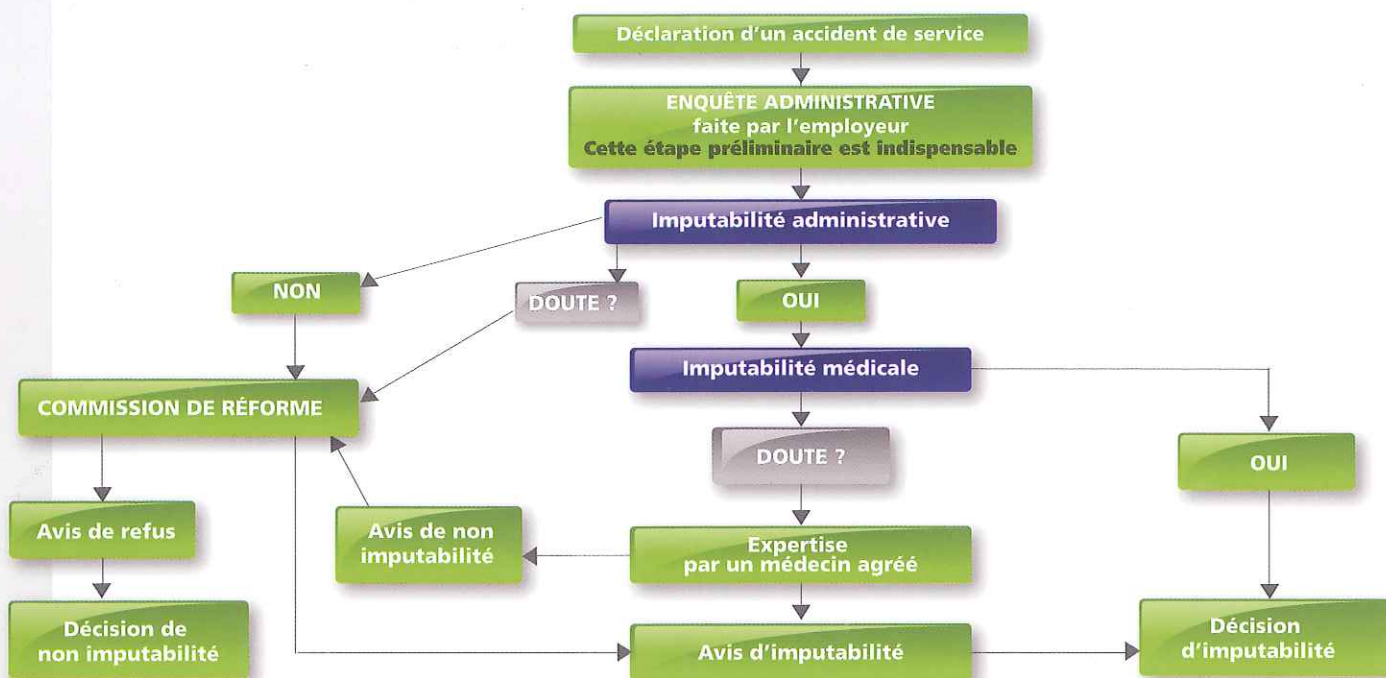 Déclaration d'un accident de service
ENQUÊTE ADMINISTRATIVE
faite par l'employeur
Cette étape préliminaire est indispensable
Imputabilité administrative
NON
DOUTE ?
OUI
Imputabilité médicale
COMMISSION DE RÉFORME
DOUTE ?
OUI
Avis de refus
Avis de non
imputabilité
Expertise
par un médecin agréé
Décision de
non imputabilité
Avis d'imputabilité
Décision
d'imputabilité